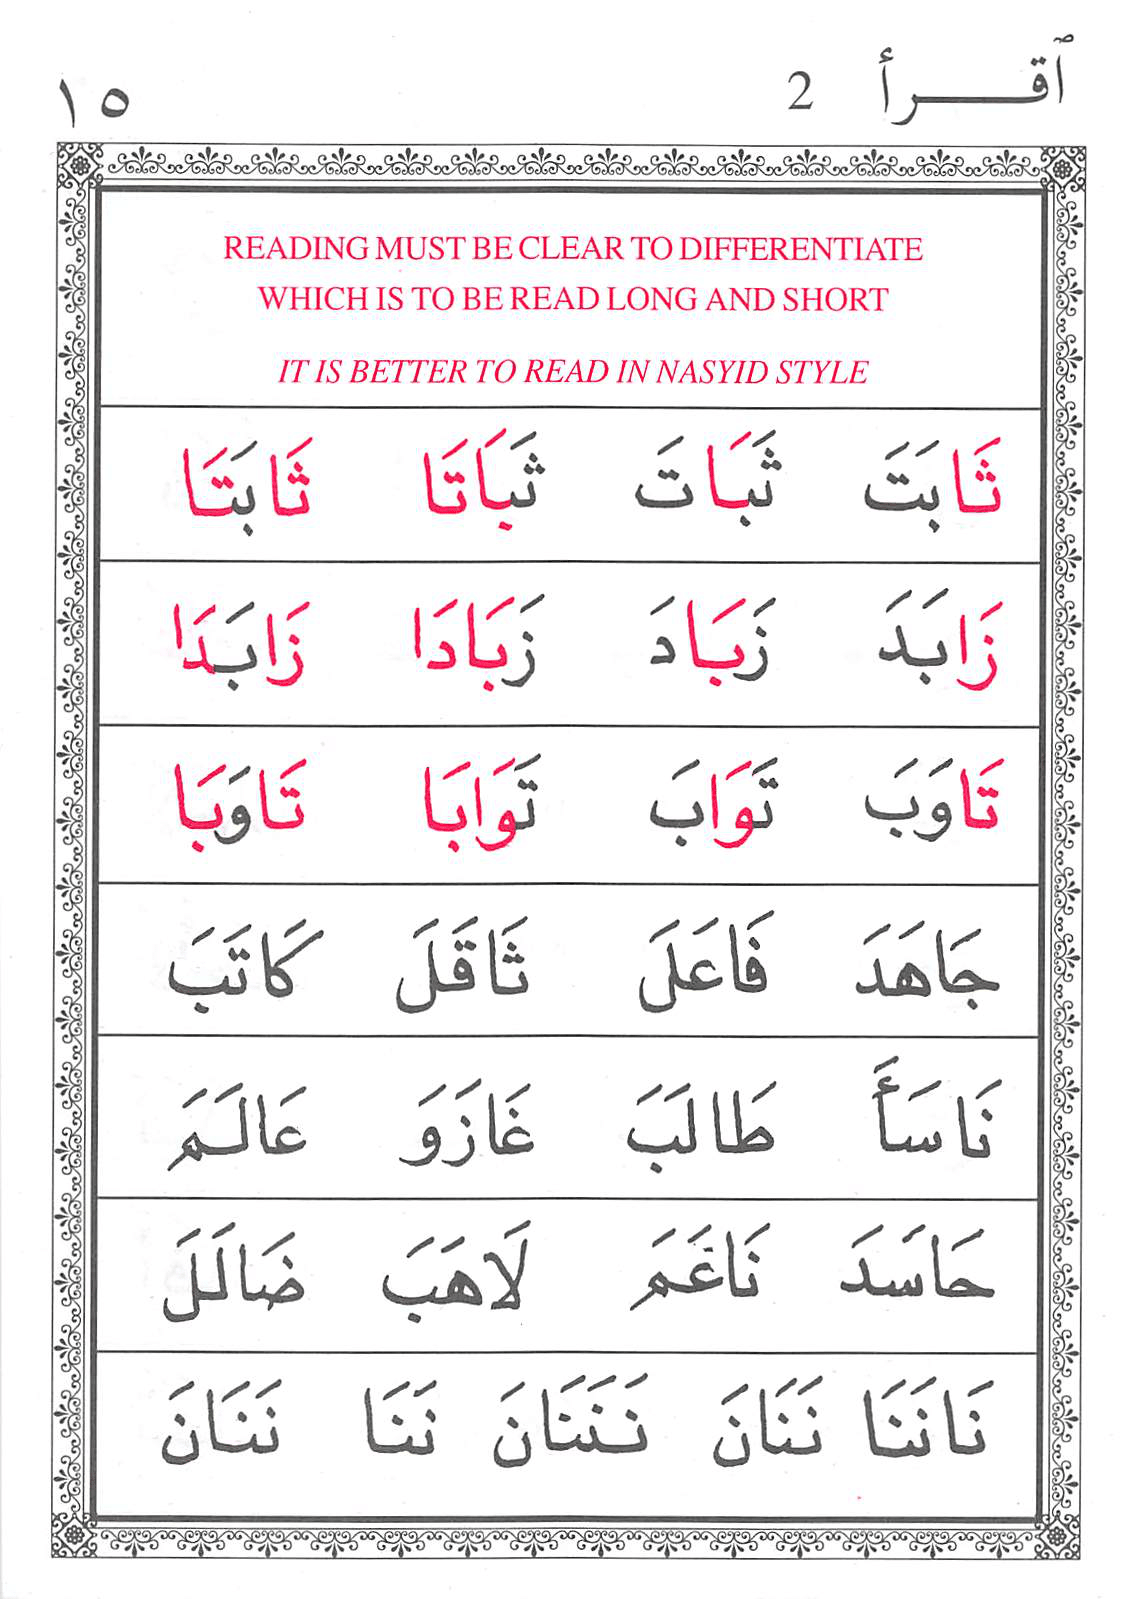 ٱقـرأ 2 ١٥
READING MUST BE CLEAR TO DIFFERENTIATE
WHICH IS TO BE READ LONG AND SHORT
IT IS BETTER TO READ IN NASYID STYLE
ثَابَتَ ثَبَاتَ ثَبَاتَا ثَابَتَا
زَابَدَ زَبَادَ زَبَادَا زَابَدَا
تَاوَبَ تَوَابَ تَوَابَا تَاوَبَا
جَاهَدَ فَاعَلَ ثَاقَلَ كَاتَبَ
نَاسَأَ طَالَبَ غَازَوَ عَالَمَ
حَاسَدَ نَاغَمَ لَاهَبَ ضَالَلَ
نَانَنَا نَنَانَ نَنَنَانَ نَنَا نَنَانَ